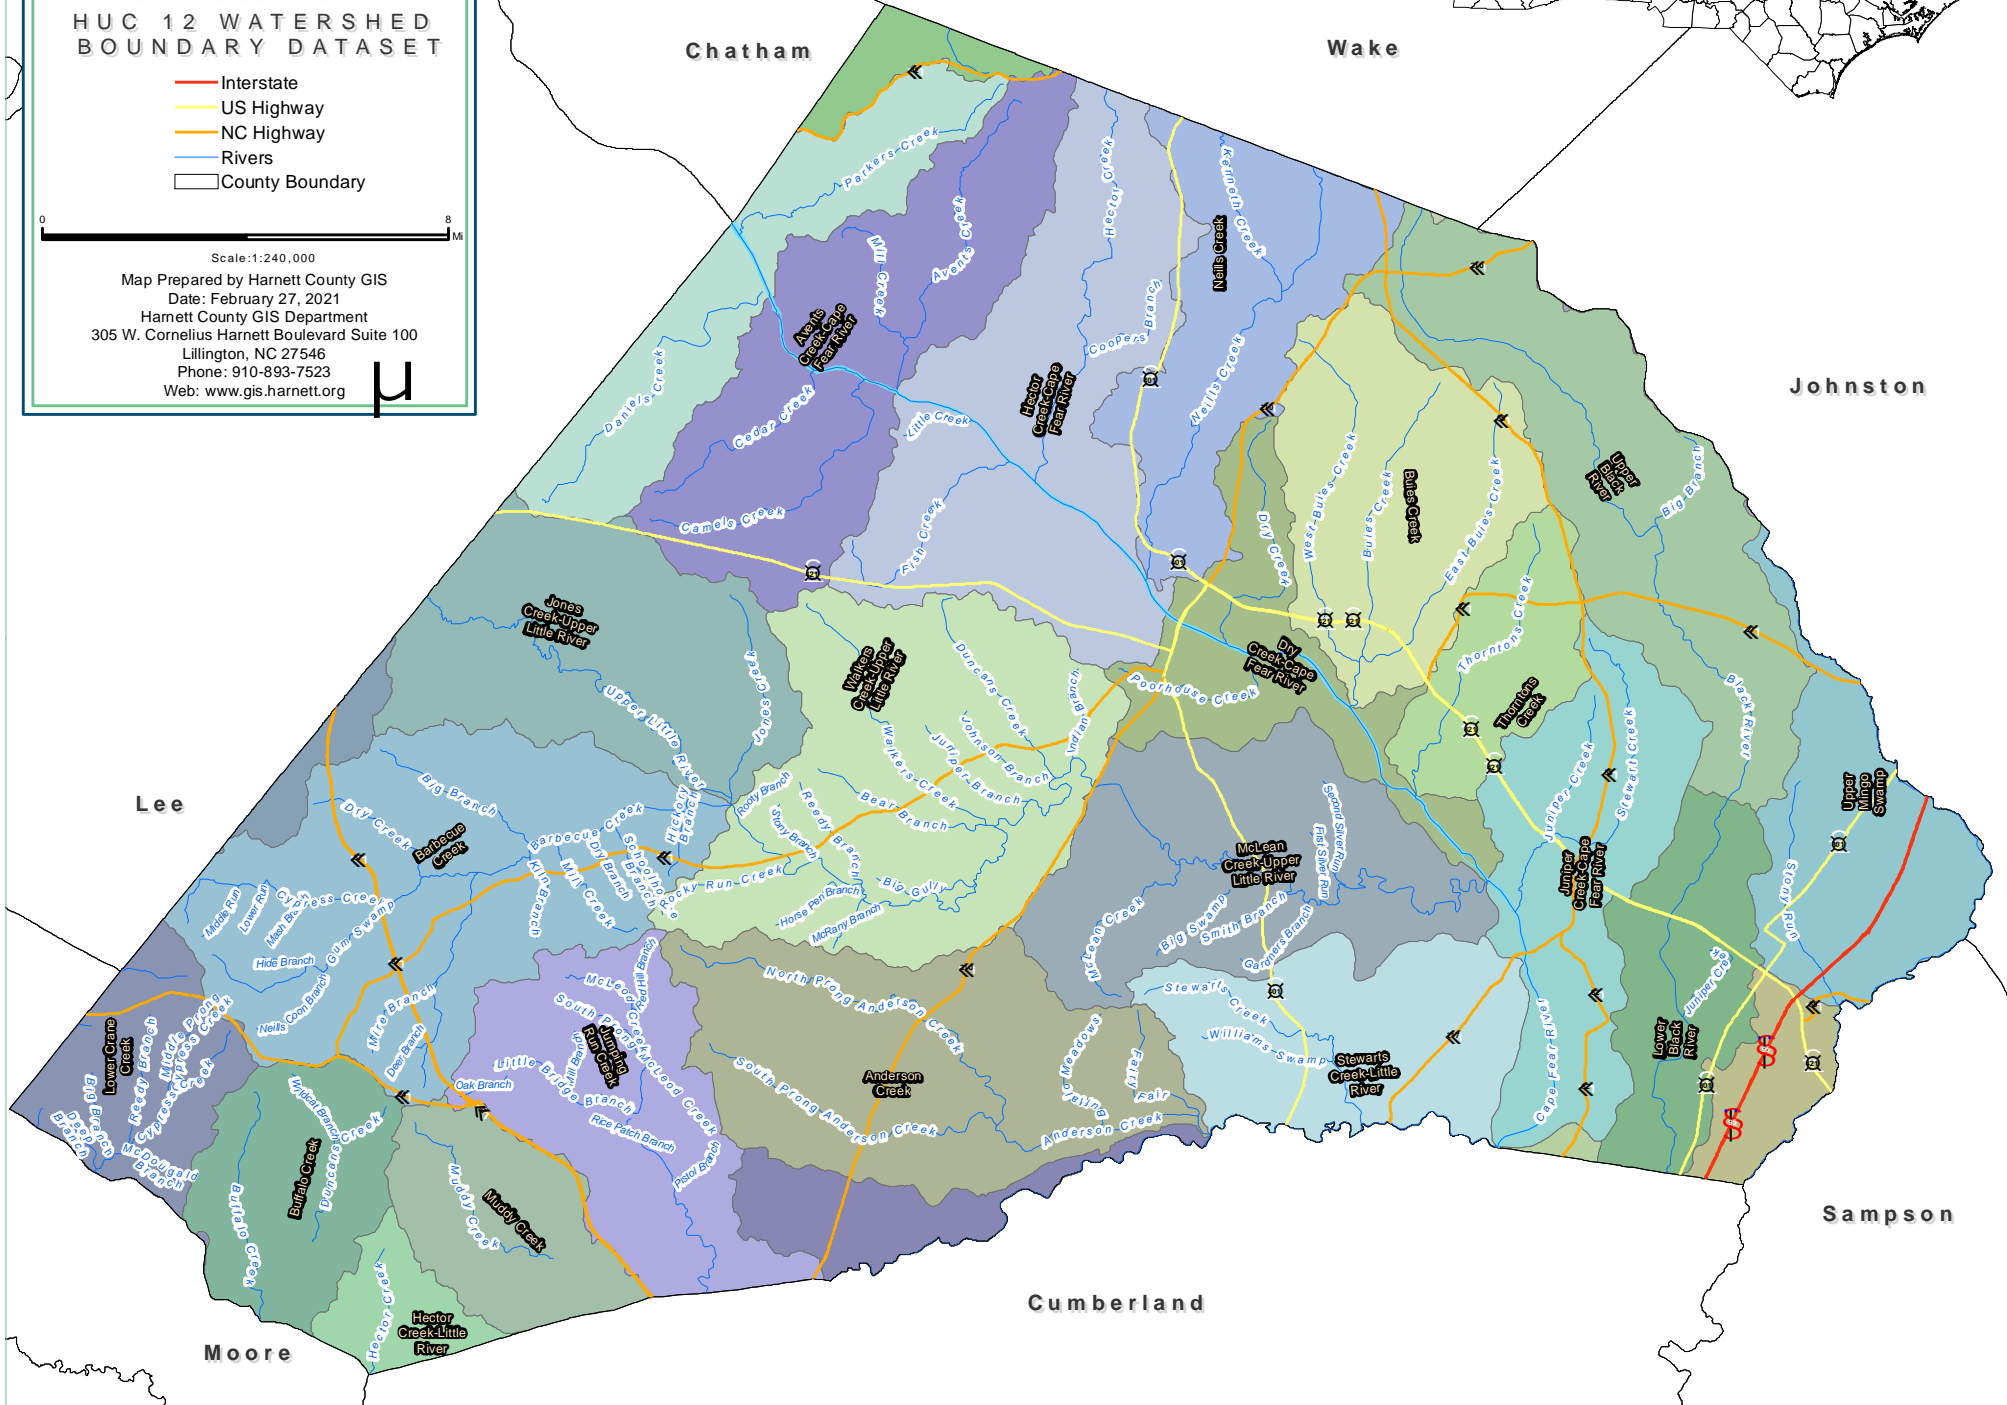 HUC 12 WATERSHED
BOUNDARY DATASET
Interstate
US Highway
NC Highway
Rivers
County Boundary
0 8
Mi
Scale:1:240,000
Map Prepared by Harnett County GIS
Date: February 27, 2021
Harnett County GIS Department
305 W. Cornelius Harnett Boulevard Suite 100
Lillington, NC 27546
Phone: 910-893-7523
Web: www.gis.harnett.org
µ
Chatham
Wake
Johnston
Lee
Sampson
Cumberland
Moore
Parkers Creek
Avents Creek
Mill Creek
Hector Creek
Kenneth Creek
Neills Creek
Avents
Creek-Cape
Fear River
Coopers Branch
Hector
Creek-Cape
Fear River
Neills Creek
Daniels Creek
Cedar Creek
Little Creek
Camels Creek
Fish Creek
Dry Creek
West Buies Creek
Buies Creek
East Buies Creek
Buies Creek
Upper
Black
River
Big Branch
Jones
Creek-Upper
Little River
Upper Little River
Jones Creek
Walkers
Creek-Upper
Little River
Duncans Creek
Indian Branch
Johnson Branch
Juniper Branch
Walkers Creek
Bear Branch
Poorhouse Creek
Dry
Creek-Cape
Fear River
Thorntons Creek
Thorntons
Creek
Black River
Stewart Creek
Juniper Creek
Upper
Mingo
Swamp
Stony Run
Big Branch
Dry Creek
Barbecue
Creek
Barbecue Creek
Hickory
Branch
Rooty Branch
Reedy Branch
Stony Branch
Kiln Branch
Mill Creek
Dry Branch
Schoolhouse
Branch
Rocky Run Creek
Big Gully
Horse Pen Branch
McRany Branch
McLean
Creek-Upper
Little River
Second Silver Run
First Silver Run
McLean Creek
Big Swamp
Smith Branch
Gardners Branch
Juniper
Creek-Cape
Fear River
Middle Run
Lower Run
Mash Branch
Cypress Creek
Gum Swamp
Hide Branch
Neills Coon Branch
Mire Branch
Deer Branch
Lower Crane
Creek
Reedy Branch
Middle Prong
Cypress Creek
Cypress Creek
Big Branch
Deep
Branch
McDougald
Branch
Oak Branch
McLeod Creek
Red Hill Branch
South Prong McLeod Creek
Jumping
Run Creek
Mill Branch
Little Bridge Branch
Rice Patch Branch
Pistol Branch
North Prong Anderson Creek
South Prong Anderson Creek
Anderson
Creek
Anderson Creek
Bullet Meadows
Fairy Fair
Stewarts Creek
Williams Swamp
Stewarts
Creek-Little
River
Cape Fear River
Lower
Black
River
Juniper Creek
Wildcat Branch
Duncans Creek
Buffalo Creek
Buffalo Creek
Muddy Creek
Muddy Creek
Hector Creek
Hector
Creek-Little
River